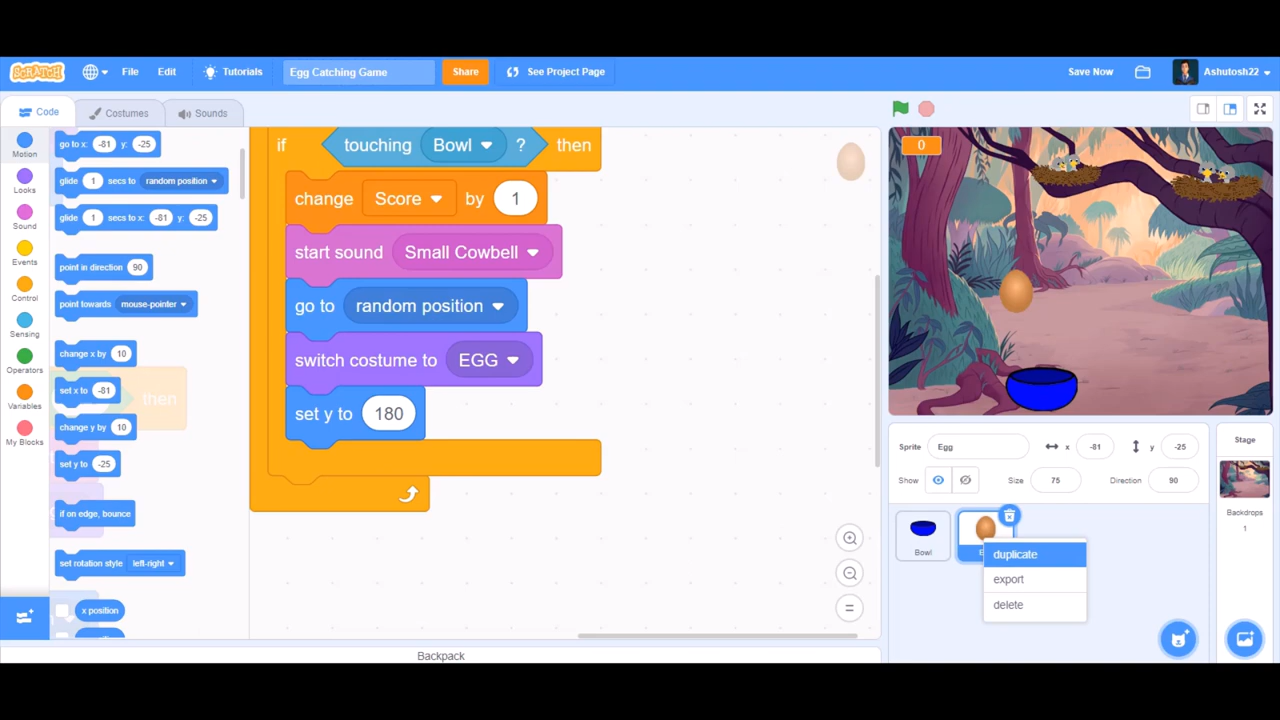 SCRATCH
File
Edit
Tutorials
Egg Catching Game
Share
See Project Page
Save Now
Ashutosh22
Code
Costumes
Sounds
Motion
Looks
Sound
Events
Control
Sensing
Operators
Variables
My Blocks
go to x: -81 y: -25
glide 1 secs to random position
glide 1 secs to x: -81 y: -25
point in direction 90
point towards mouse-pointer
change x by 10
set x to -81
then
change y by 10
set y to -25
if on edge, bounce
set rotation style left-right
x position
if touching Bowl ? then
change Score by 1
start sound Small Cowbell
go to random position
switch costume to EGG
set y to 180
Backpack
0
Sprite Egg x -81 y -25
Show Size 75 Direction 90
Bowl
duplicate
export
delete
Stage
Backdrops
1